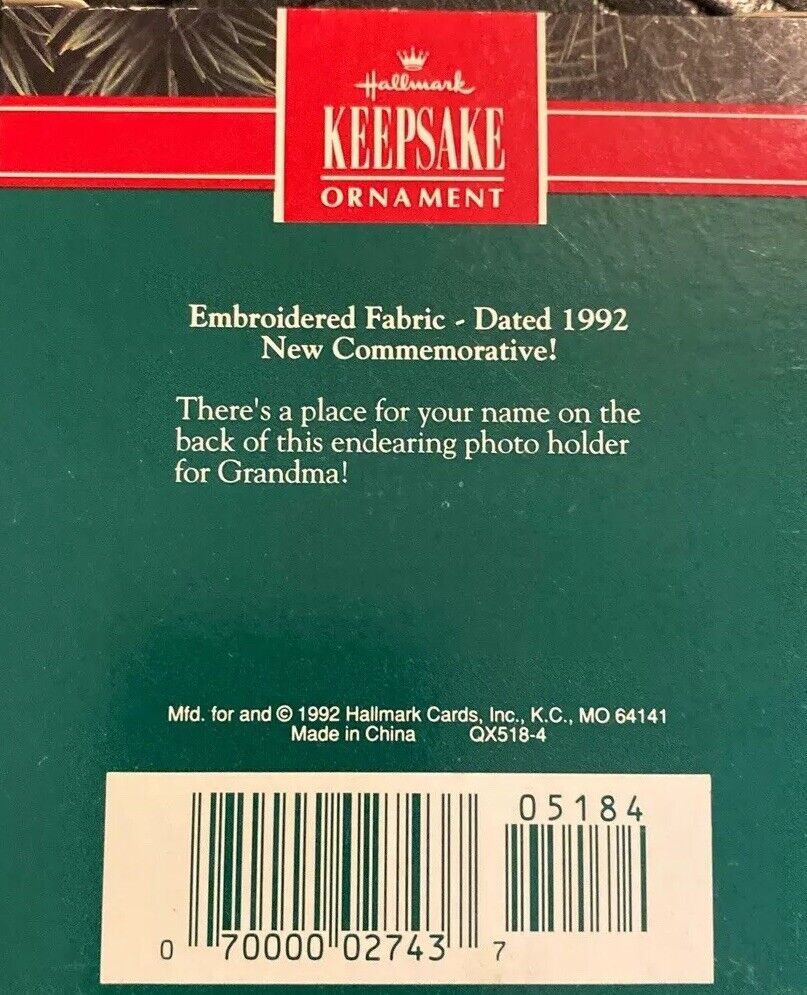 Hallmark
KEEPSAKE
ORNAMENT
Embroidered Fabric - Dated 1992
New Commemorative!
There's a place for your name on the
back of this endearing photo holder
for Grandma!
Mfd. for and © 1992 Hallmark Cards, Inc., K.C., MO 64141
Made in China QX518-4
05184
0 70000 02743 7